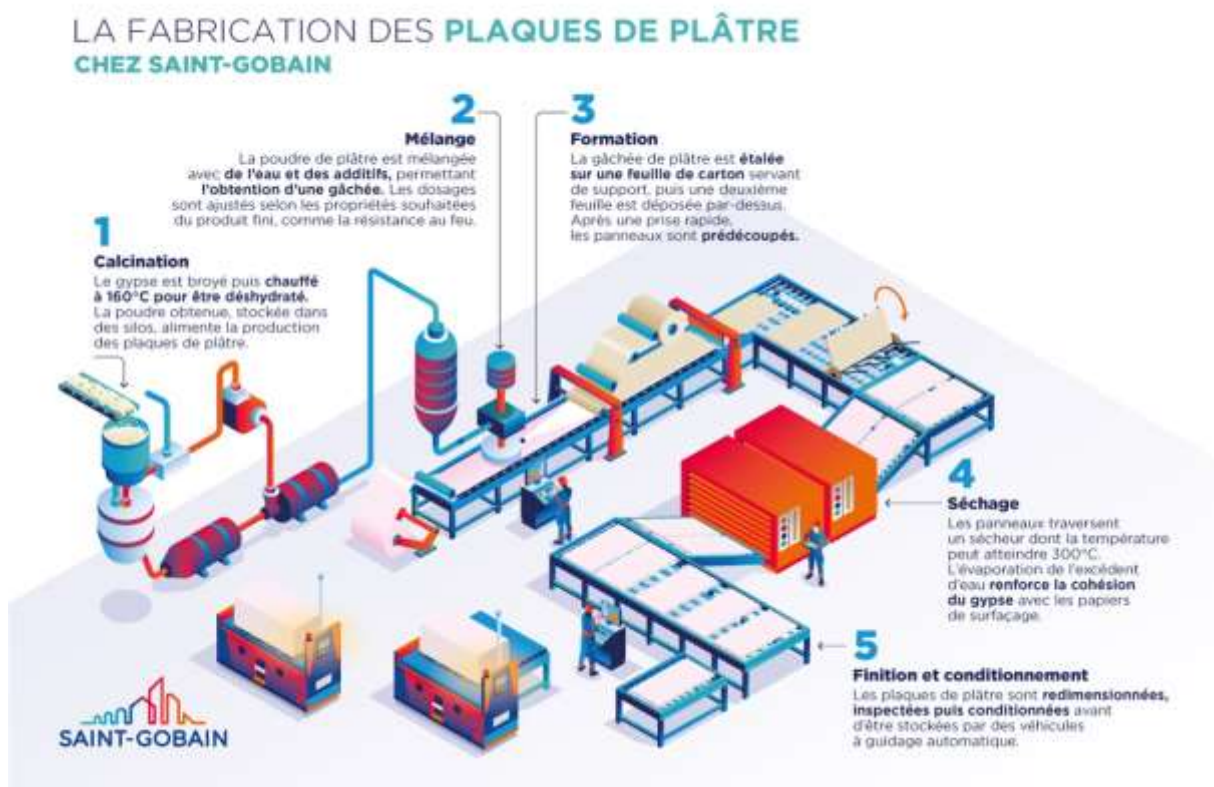 LA FABRICATION DES PLAQUES DE PLÂTRE
CHEZ SAINT-GOBAIN
1
Calcination
Le gypse est broyé puis chauffé
à 160°C pour être déshydraté.
La poudre obtenue, stockée dans
des silos, alimente la production
des plaques de plâtre.
2
Mélange
La poudre de plâtre est mélangée
avec de l'eau et des additifs, permettant
l'obtention d'une gâchée. Les dosages
sont ajustés selon les propriétés souhaitées
du produit fini, comme la résistance au feu.
3
Formation
La gâchée de plâtre est étalée
sur une feuille de carton servant
de support, puis une deuxième
feuille est déposée par-dessus.
Après une prise rapide,
les panneaux sont prédécoupés.
4
Séchage
Les panneaux traversent
un sécheur dont la température
peut atteindre 300°C.
L'évaporation de l'excédent
d'eau renforce la cohésion
du gypse avec les papiers
de surfaçage.
5
Finition et conditionnement
Les plaques de plâtre sont redimensionnées,
inspectées puis conditionnées avant
d'être stockées par des véhicules
à guidage automatique.
SAINT-GOBAIN